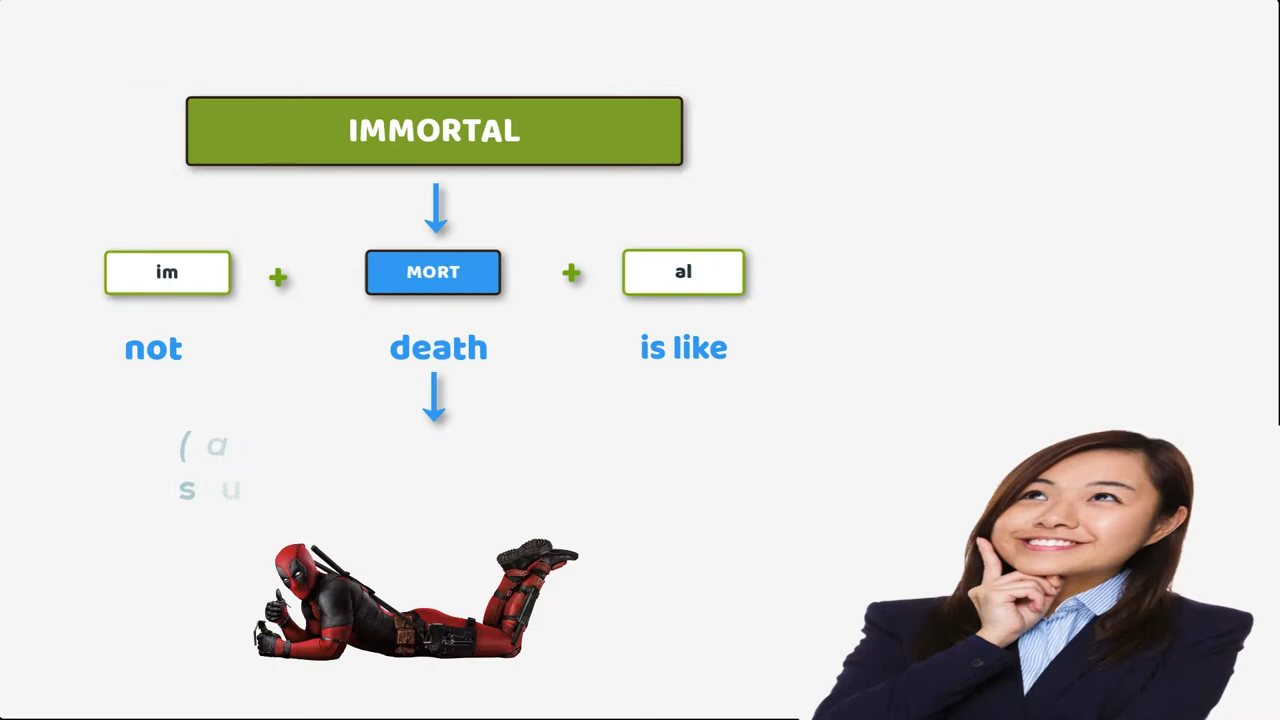 IMMORTAL
im + MORT + al
not death is like
( a
s u